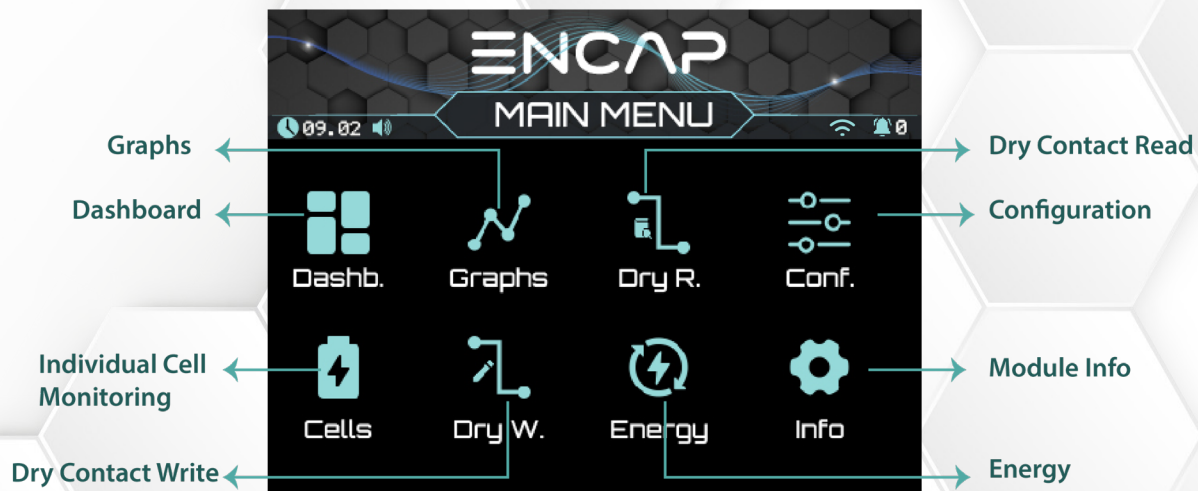 ENCAP
MAIN MENU
09.02
0
Graphs
Dry Contact Read
Dashboard
Configuration
Dashb.
Graphs
Dry R.
Conf.
Individual Cell
Monitoring
Module Info
Cells
Dry W.
Energy
Info
Dry Contact Write
Energy